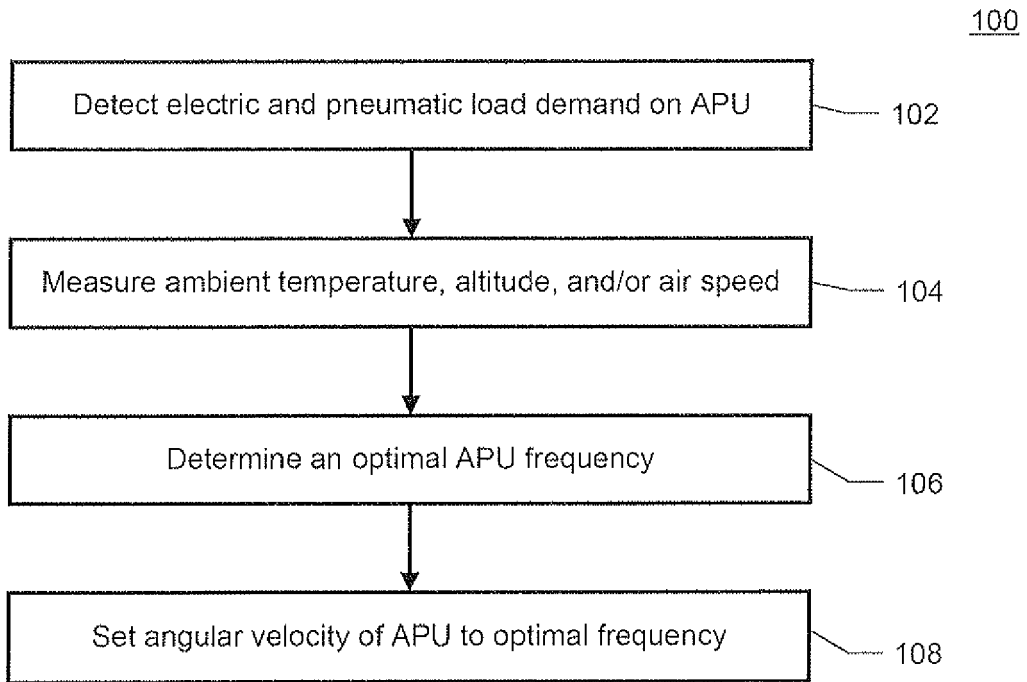 100
Detect electric and pneumatic load demand on APU
102
Measure ambient temperature, altitude, and/or air speed
104
Determine an optimal APU frequency
106
Set angular velocity of APU to optimal frequency
108